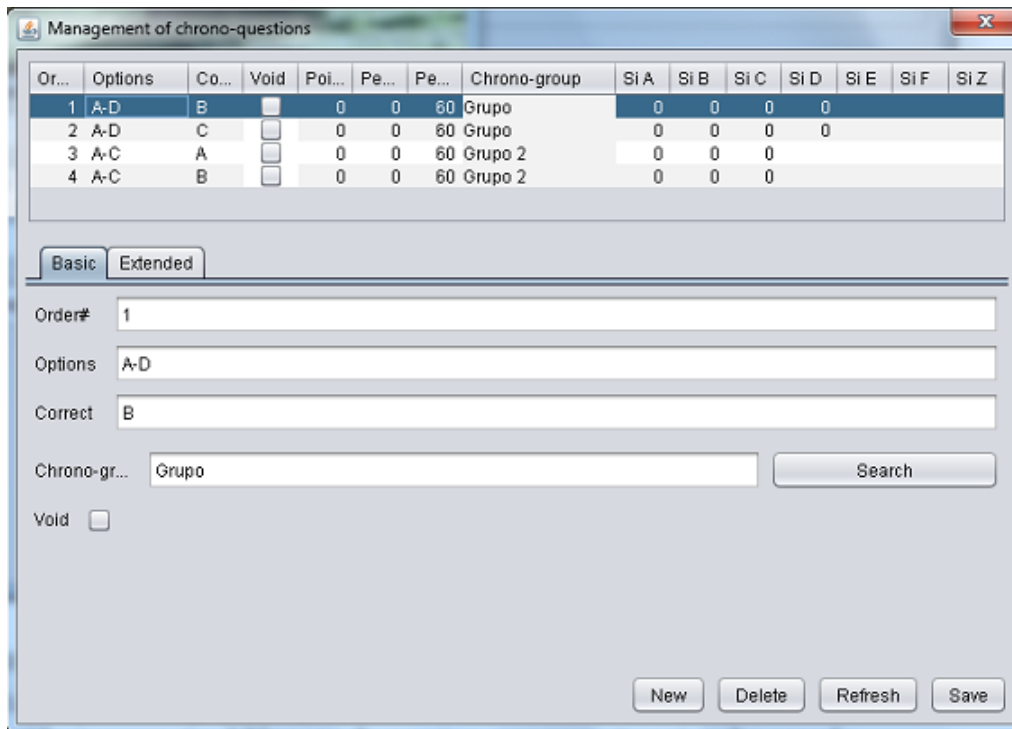 Management of chrono-questions
Or... Options Co... Void Poi... Pe... Pe... Chrono-group Si A Si B Si C Si D Si E Si F Si Z
1 A-D B 0 0 60 Grupo 0 0 0 0
2 A-D C 0 0 60 Grupo 0 0 0 0
3 A-C A 0 0 60 Grupo 2 0 0 0
4 A-C B 0 0 60 Grupo 2 0 0 0
Basic Extended
Order# 1
Options A-D
Correct B
Chrono-gr... Grupo Search
Void
New Delete Refresh Save